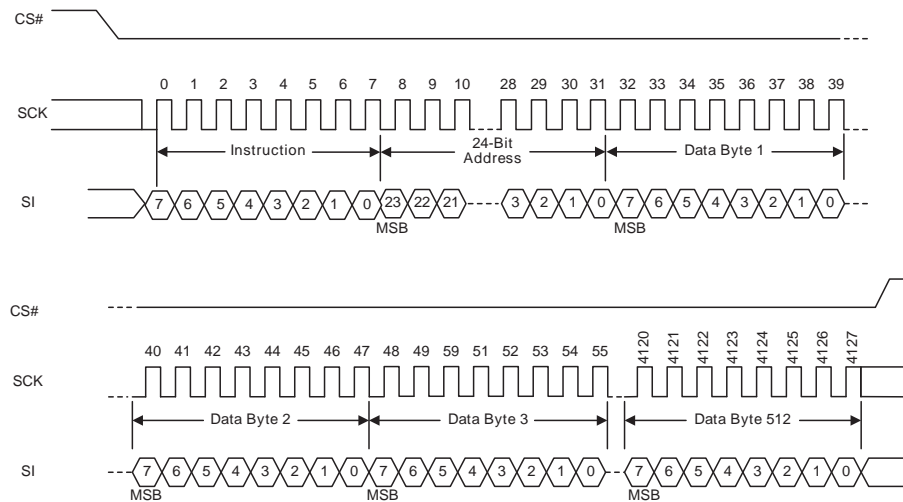 CS#
0 1 2 3 4 5 6 7 8 9 10 28 29 30 31 32 33 34 35 36 37 38 39
SCK
Instruction 24-Bit Address Data Byte 1
SI 7 6 5 4 3 2 1 0 23 22 21 3 2 1 0 7 6 5 4 3 2 1 0
MSB MSB
CS#
40 41 42 43 44 45 46 47 48 49 59 51 52 53 54 55 4120 4121 4122 4123 4124 4125 4126 4127
SCK
Data Byte 2 Data Byte 3 Data Byte 512
SI 7 6 5 4 3 2 1 0 7 6 5 4 3 2 1 0 7 6 5 4 3 2 1 0
MSB MSB MSB